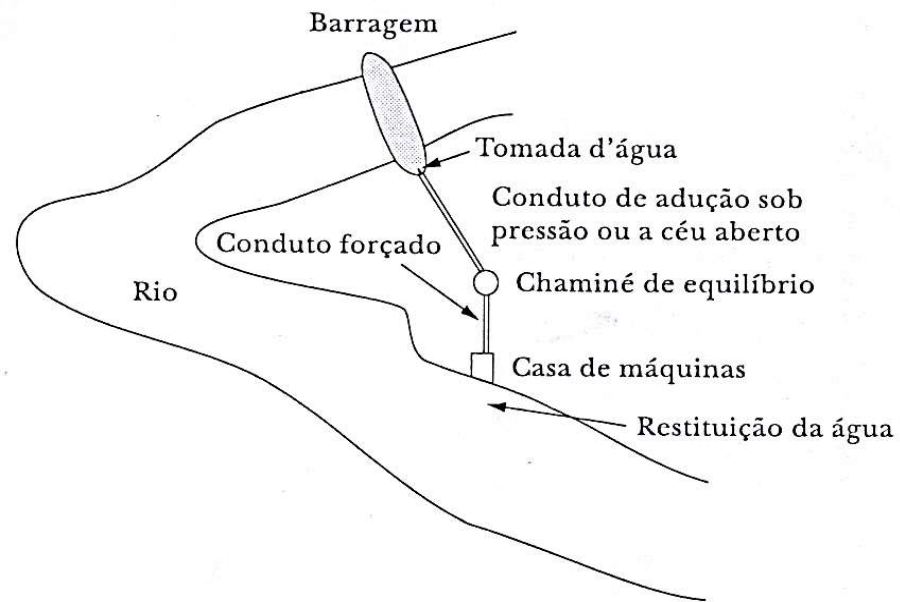 Barragem
Tomada d'água
Conduto de adução sob
pressão ou a céu aberto
Conduto forçado
Chaminé de equilíbrio
Rio
Casa de máquinas
Restituição da água